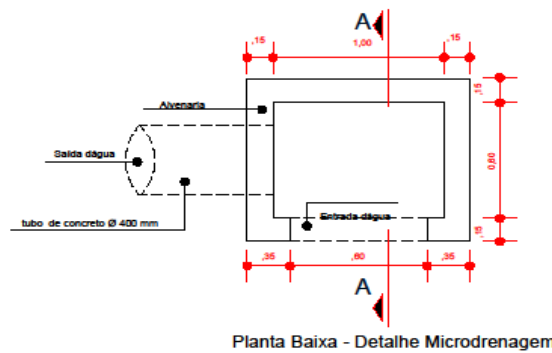 A
,15
1,00
,15
Alvenaria
,15
Saída dágua
0,60
tubo de concreto Ø 400 mm
Entrada dágua
,15
,35
,60
,35
A
Planta Baixa - Detalhe Microdrenagem